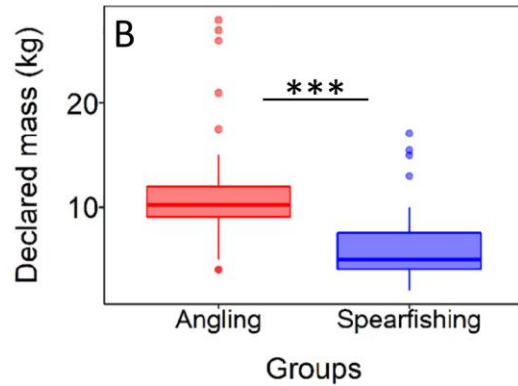 B
Declared mass (kg)
***
20
10
Angling Spearfishing
Groups